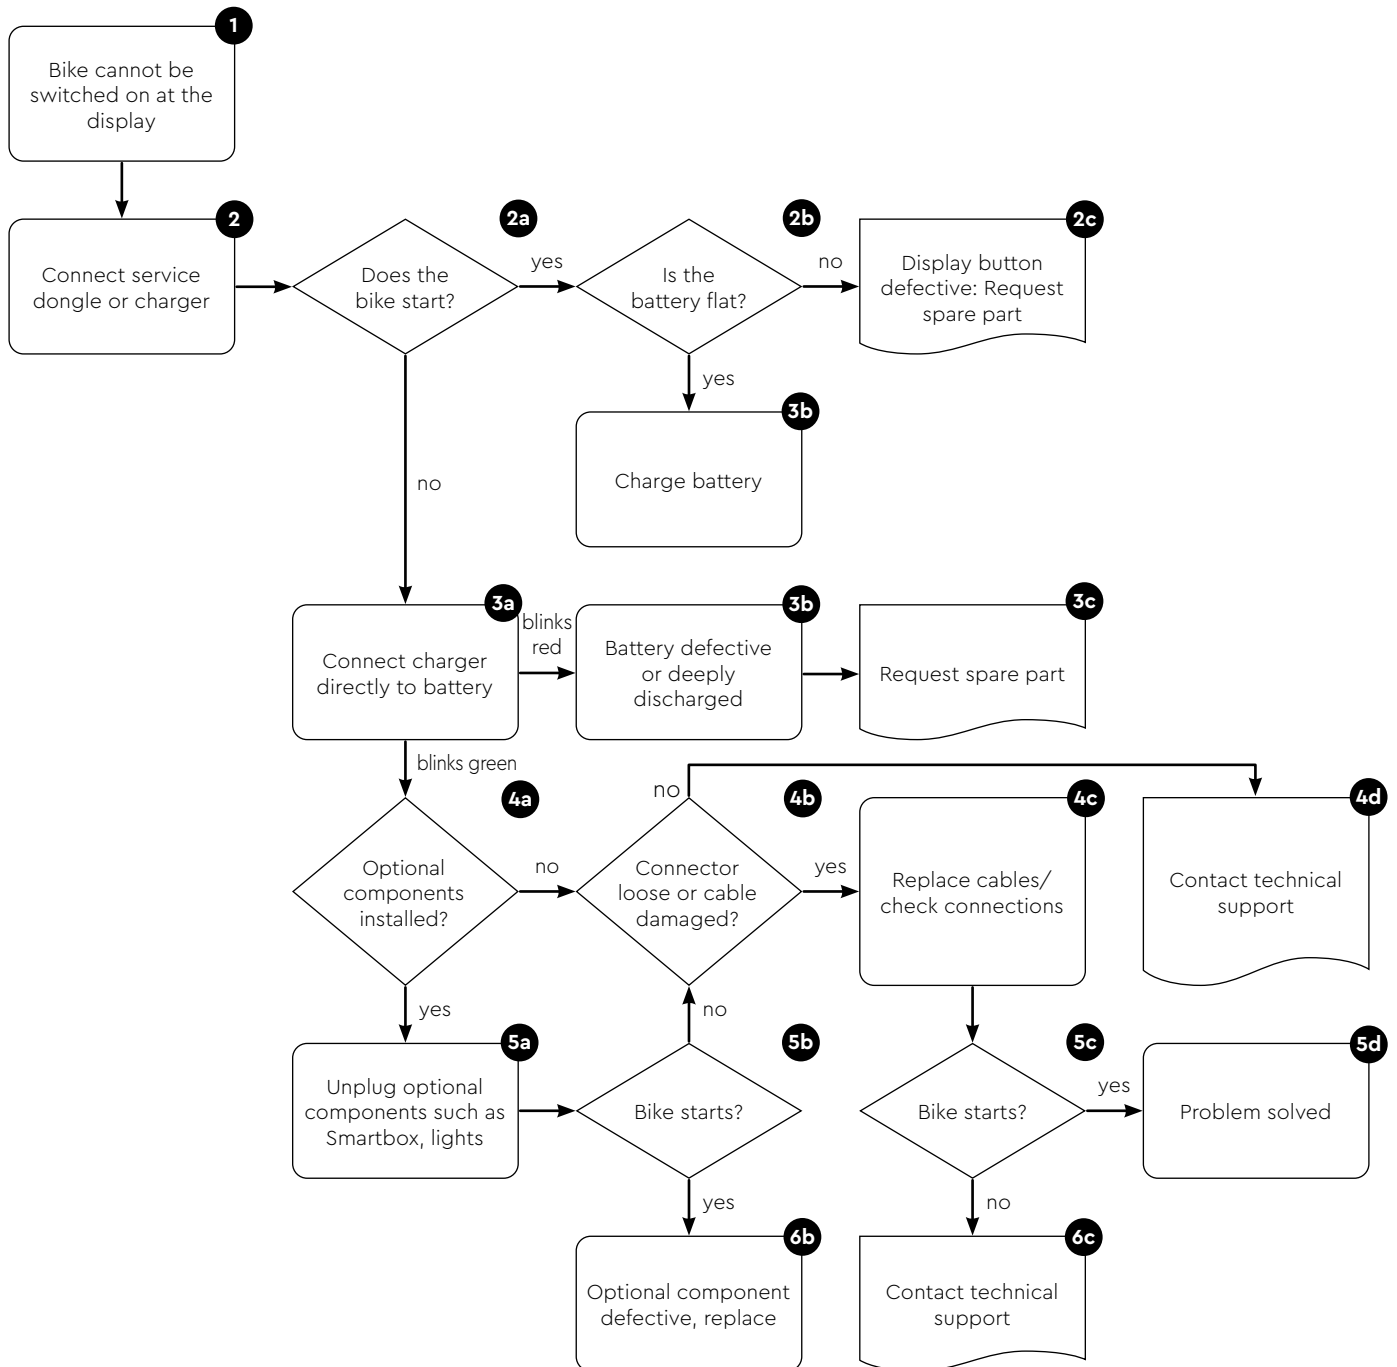 1
Bike cannot be
switched on at the
display
2
Connect service
dongle or charger
2a
Does the
bike start?
yes
2b
Is the
battery flat?
no
2c
Display button
defective: Request
spare part
yes
3b
Charge battery
no
3a
Connect charger
directly to battery
blinks
red
3b
Battery defective
or deeply
discharged
3c
Request spare part
blinks green
4a
Optional
components
installed?
no
4b
no
Connector
loose or cable
damaged?
yes
4c
Replace cables/
check connections
4d
Contact technical
support
yes
5a
Unplug optional
components such as
Smartbox, lights
no
5b
Bike starts?
5c
Bike starts?
yes
5d
Problem solved
yes
6b
Optional component
defective, replace
no
6c
Contact technical
support